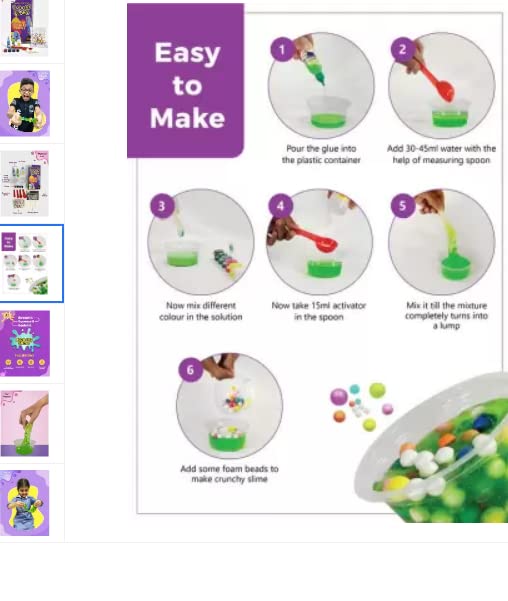 Easy
to
Make
1
Pour the glue into
the plastic container
2
Add 30-45ml water with the
help of measuring spoon
3
Now mix different
colour in the solution
4
Now take 15ml activator
in the spoon
5
Mix it till the mixture
completely turns into
a lump
6
Add some foam beads to
make crunchy slime
Easy
to
Make